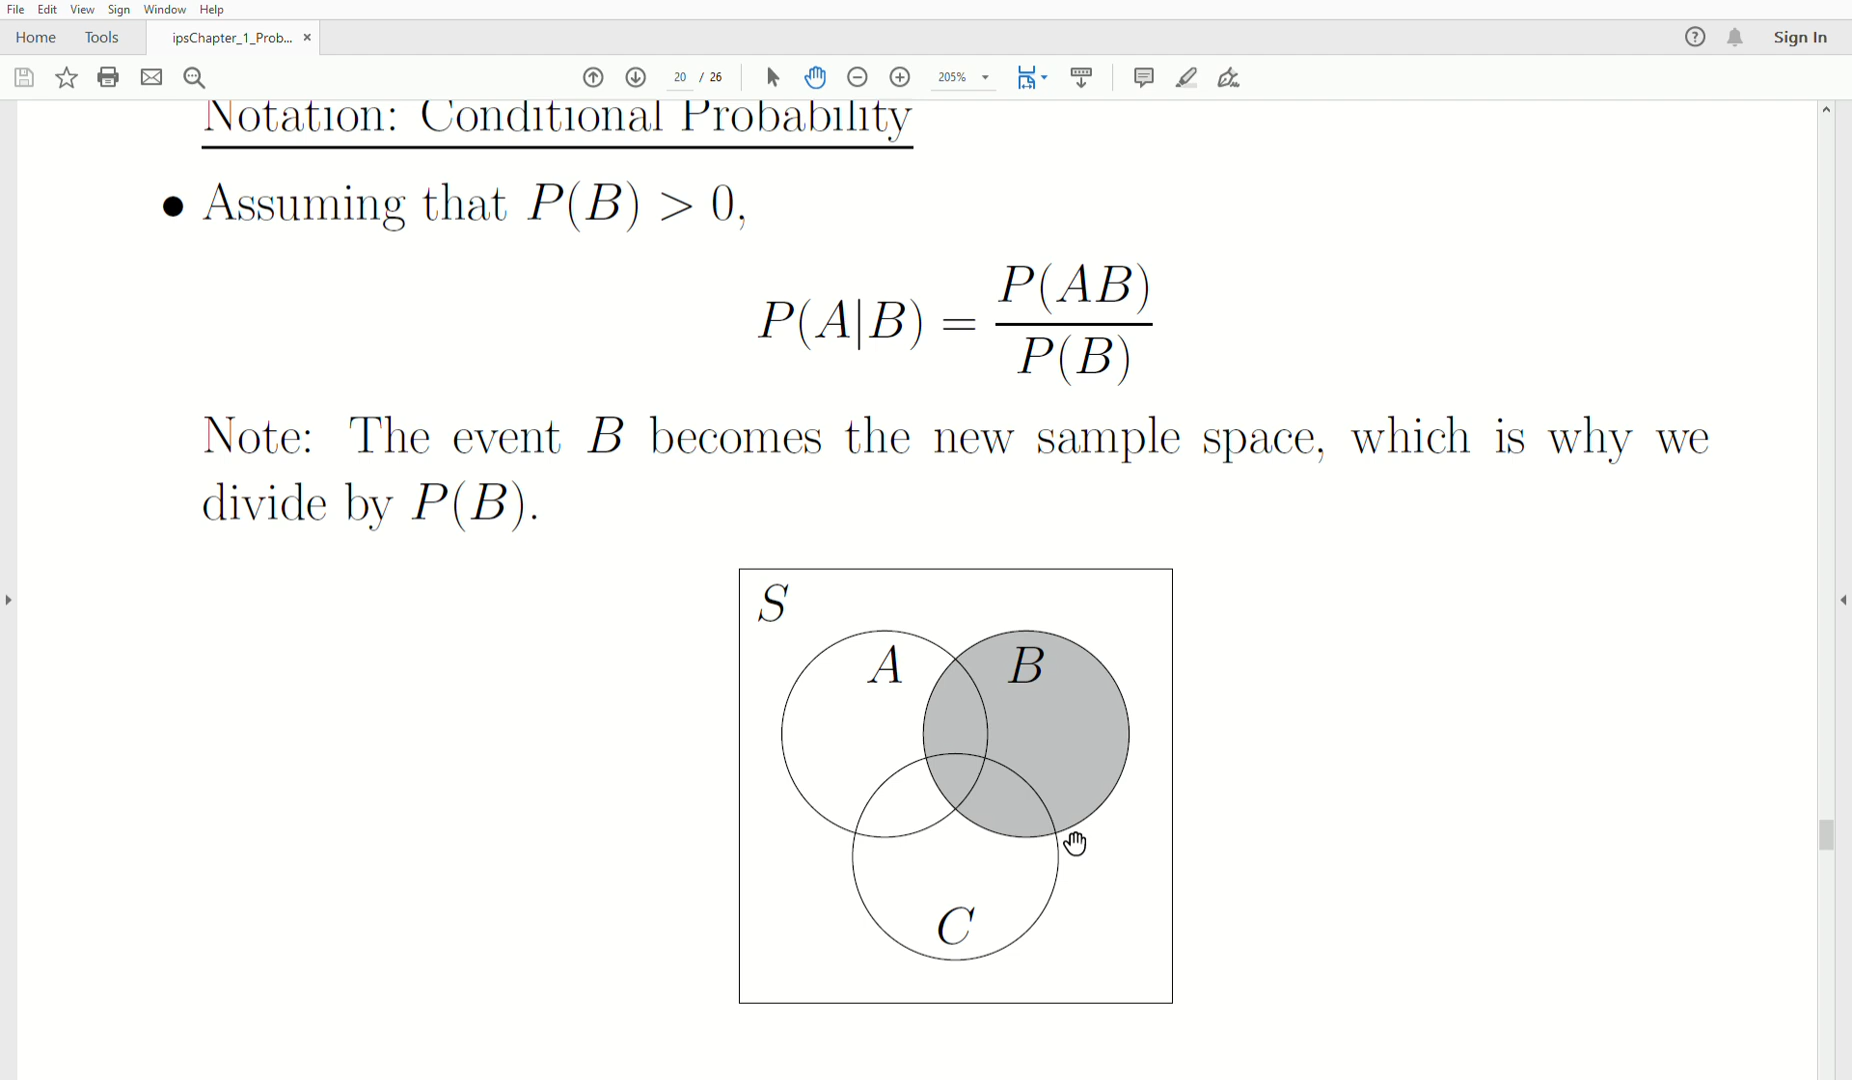 File Edit View Sign Window Help
Home Tools ipsChapter_1_Prob... × ? Sign In
20 / 26 205%
Notation: Conditional Probability
• Assuming that P(B) > 0,
P(A|B) = P(AB) / P(B)
Note: The event B becomes the new sample space, which is why we
divide by P(B).
S
A B
C